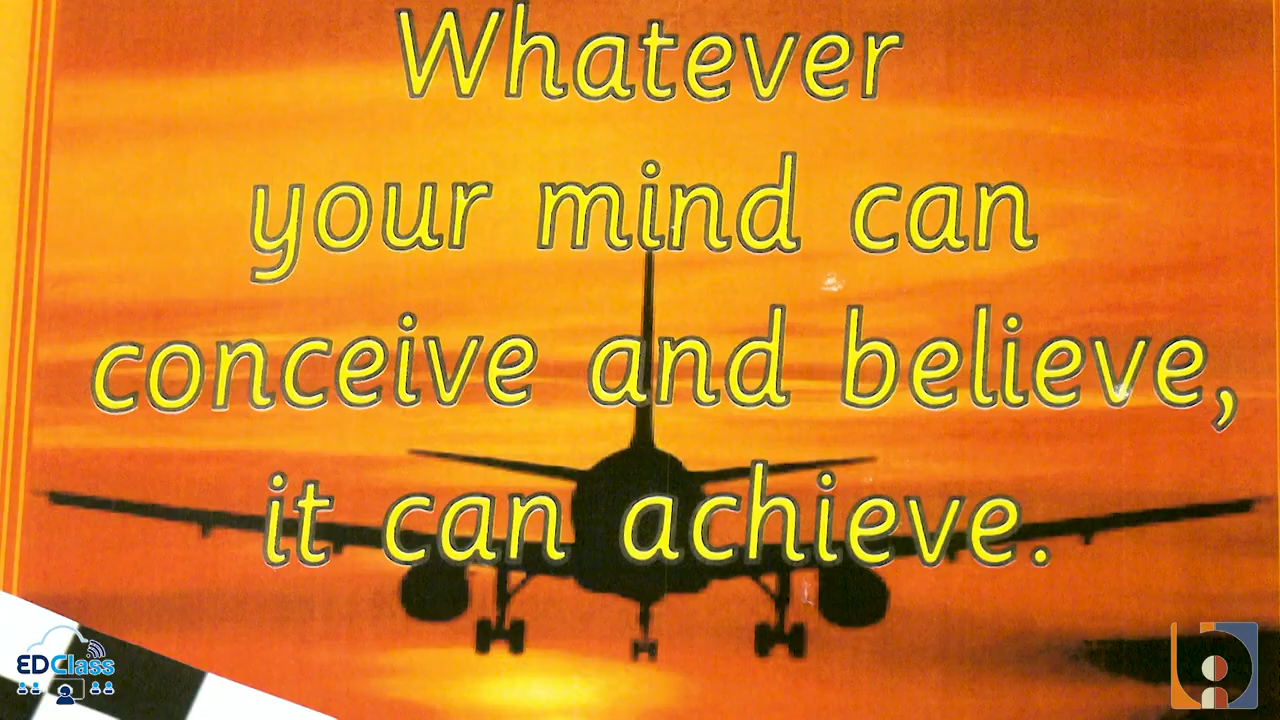 Whatever
your mind can
conceive and believe,
it can achieve.
EDClass